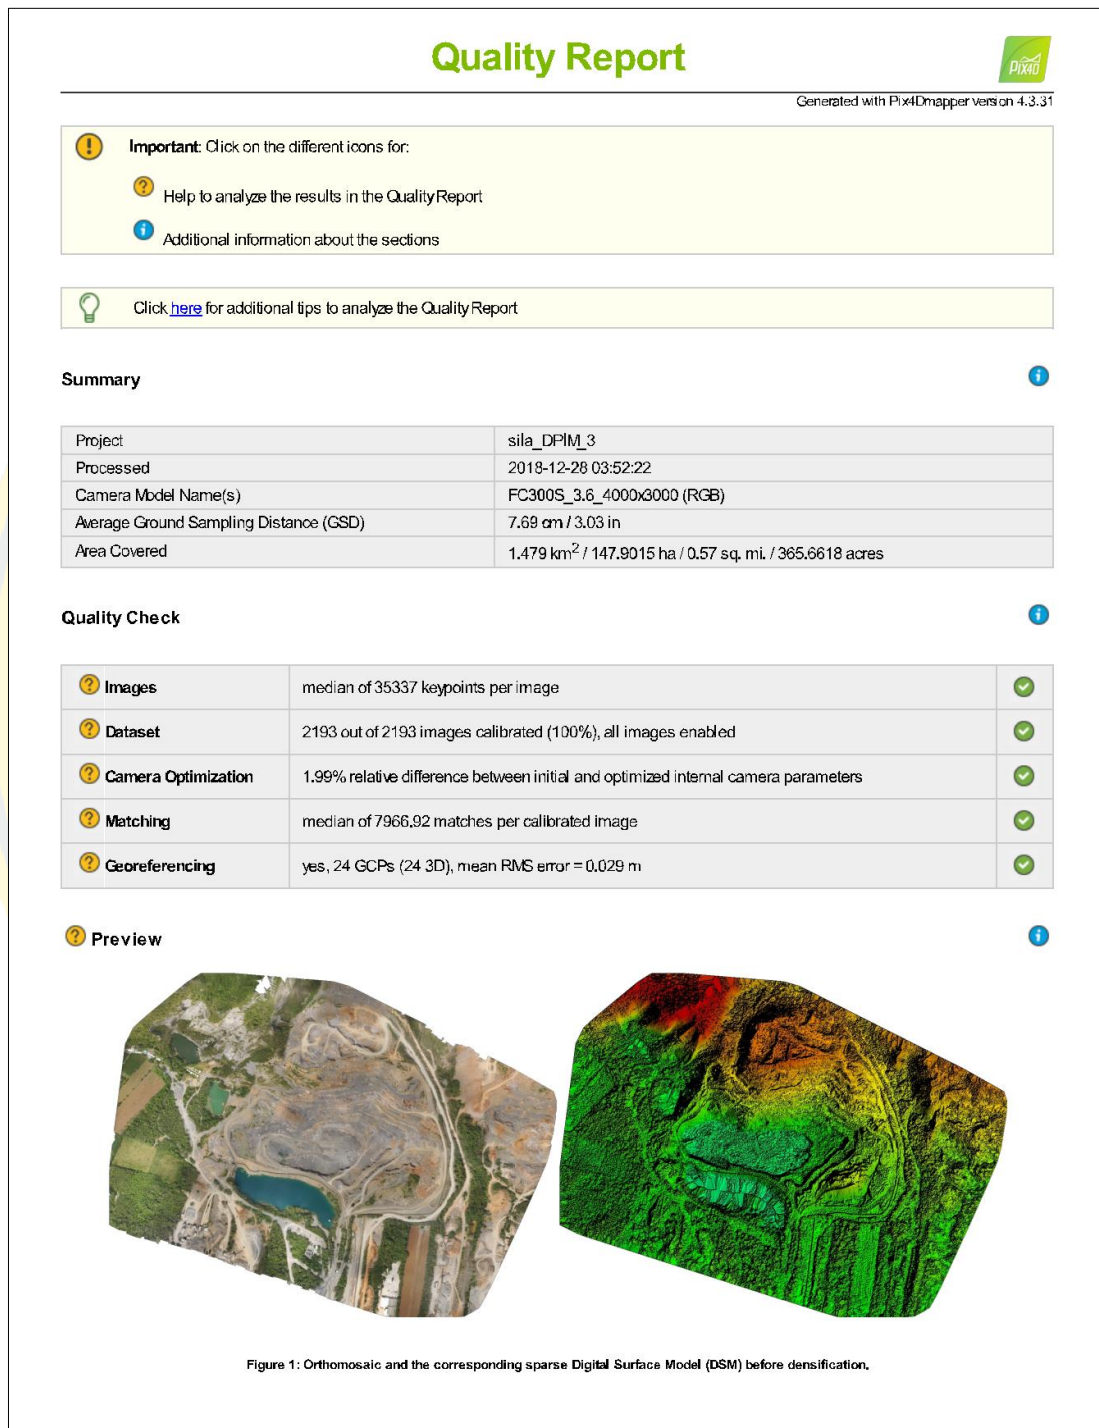 Quality Report
Pix4D
Generated with Pix4Dmapper version 4.3.31
Important: Click on the different icons for:
Help to analyze the results in the Quality Report
Additional information about the sections
Click here for additional tips to analyze the Quality Report
Summary
Project sila_DPIM_3
Processed 2018-12-28 03:52:22
Camera Model Name(s) FC300S_3.6_4000x3000 (RGB)
Average Ground Sampling Distance (GSD) 7.69 cm / 3.03 in
Area Covered 1.479 km² / 147.9015 ha / 0.57 sq. mi. / 365.6618 acres
Quality Check
Images median of 35337 keypoints per image
Dataset 2193 out of 2193 images calibrated (100%), all images enabled
Camera Optimization 1.99% relative difference between initial and optimized internal camera parameters
Matching median of 7966.92 matches per calibrated image
Georeferencing yes, 24 GCPs (24 3D), mean RMS error = 0.029 m
Preview
Figure 1: Orthomosaic and the corresponding sparse Digital Surface Model (DSM) before densification.